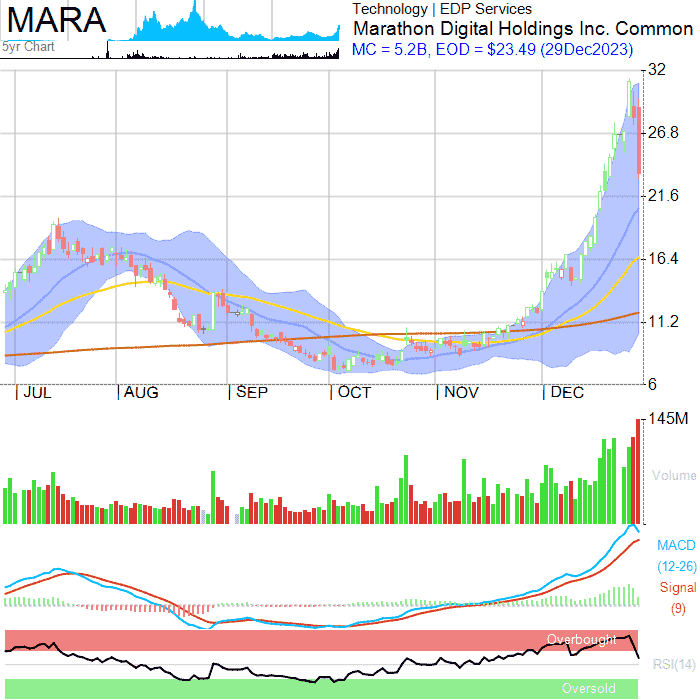 MARA
5yr Chart
Technology | EDP Services
Marathon Digital Holdings Inc. Common
MC = 5.2B, EOD = $23.49 (29Dec2023)
32
26.8
21.6
16.4
11.2
6
JUL AUG SEP OCT NOV DEC
145M
Volume
MACD
(12-26)
Signal
(9)
Overbought
RSI(14)
Oversold